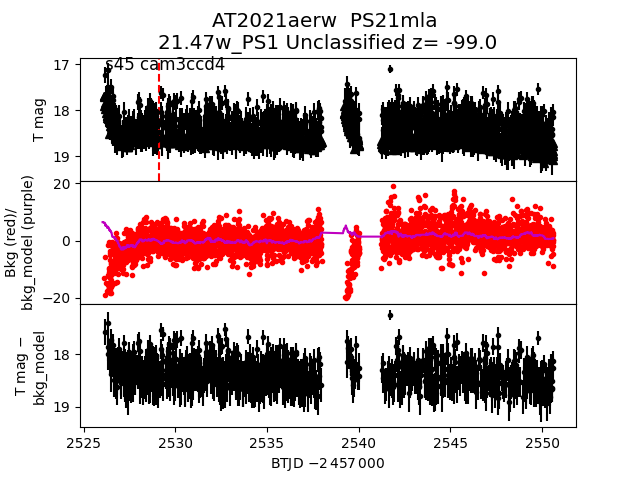 AT2021aerw PS21mla
21.47w_PS1 Unclassified z= -99.0
s45 cam3ccd4
17
18
19
T mag
20
0
−20
Bkg (red)/
bkg_model (purple)
18
19
T mag −
bkg_model
2525 2530 2535 2540 2545 2550
BTJD −2 457 000